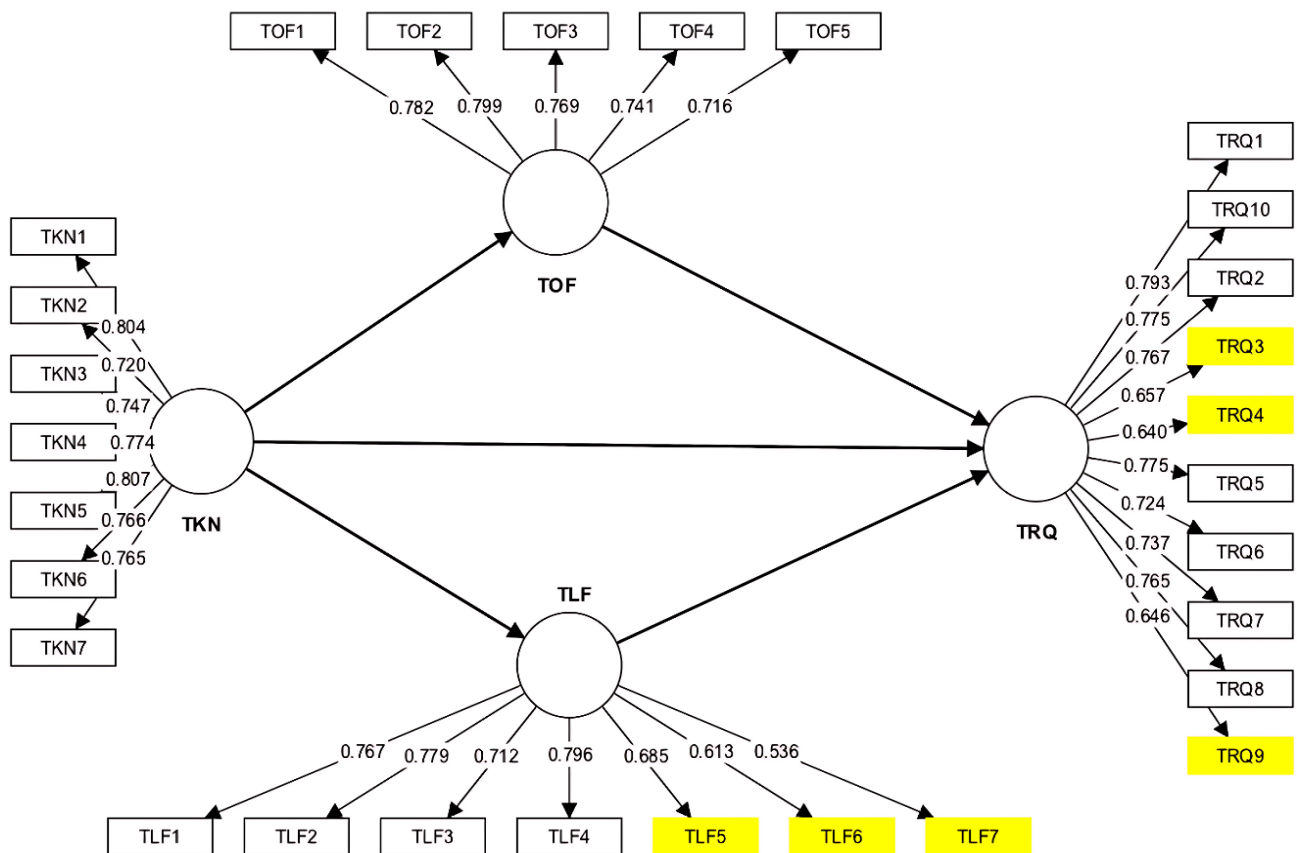 TOF1 TOF2 TOF3 TOF4 TOF5
0.782 0.799 0.769 0.741 0.716
TOF
TKN1
TKN2
TKN3
TKN4
TKN5
TKN6
TKN7
0.804
0.720
0.747
0.774
0.807
0.766
0.765
TKN
TRQ1
TRQ10
TRQ2
TRQ3
TRQ4
TRQ5
TRQ6
TRQ7
TRQ8
TRQ9
0.793
0.775
0.767
0.657
0.640
0.775
0.724
0.737
0.765
0.646
TRQ
TLF
0.767 0.779 0.712 0.796 0.685 0.613 0.536
TLF1 TLF2 TLF3 TLF4 TLF5 TLF6 TLF7